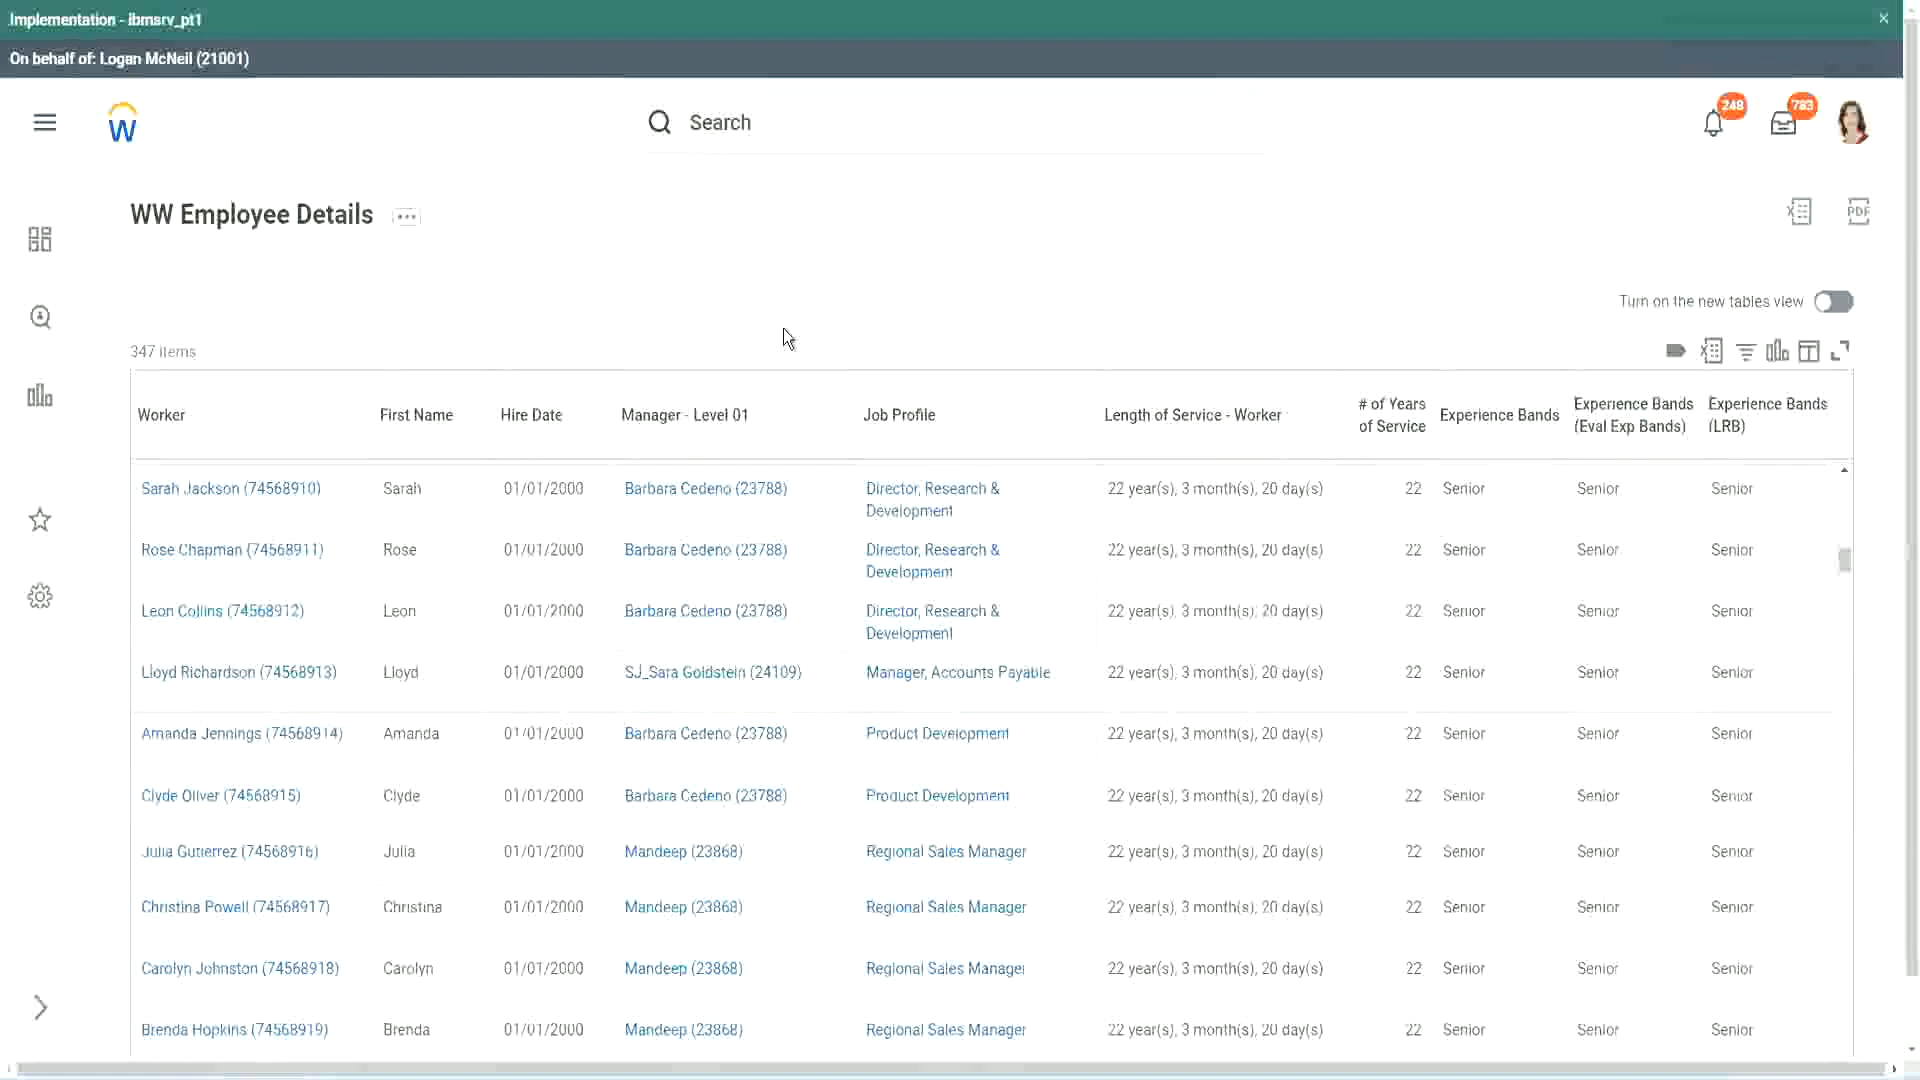 Implementation - ibmsrv_pt1
On behalf of: Logan McNeil (21001)
W
Search
248
783
WW Employee Details
PDF
Turn on the new tables view
347 items
Worker First Name Hire Date Manager - Level 01 Job Profile Length of Service - Worker # of Years of Service Experience Bands Experience Bands (Eval Exp Bands) Experience Bands (LRB)
Sarah Jackson (74568910) Sarah 01/01/2000 Barbara Cedeno (23788) Director, Research & Development 22 year(s), 3 month(s), 20 day(s) 22 Senior Senior Senior
Rose Chapman (74568911) Rose 01/01/2000 Barbara Cedeno (23788) Director, Research & Development 22 year(s), 3 month(s), 20 day(s) 22 Senior Senior Senior
Leon Collins (74568912) Leon 01/01/2000 Barbara Cedeno (23788) Director, Research & Development 22 year(s), 3 month(s), 20 day(s) 22 Senior Senior Senior
Lloyd Richardson (74568913) Lloyd 01/01/2000 SJ_Sara Goldstein (24109) Manager, Accounts Payable 22 year(s), 3 month(s), 20 day(s) 22 Senior Senior Senior
Amanda Jennings (74568914) Amanda 01/01/2000 Barbara Cedeno (23788) Product Development 22 year(s), 3 month(s), 20 day(s) 22 Senior Senior Senior
Clyde Oliver (74568915) Clyde 01/01/2000 Barbara Cedeno (23788) Product Development 22 year(s), 3 month(s), 20 day(s) 22 Senior Senior Senior
Julia Gutierrez (74568916) Julia 01/01/2000 Mandeep (23868) Regional Sales Manager 22 year(s), 3 month(s), 20 day(s) 22 Senior Senior Senior
Christina Powell (74568917) Christina 01/01/2000 Mandeep (23868) Regional Sales Manager 22 year(s), 3 month(s), 20 day(s) 22 Senior Senior Senior
Carolyn Johnston (74568918) Carolyn 01/01/2000 Mandeep (23868) Regional Sales Manager 22 year(s), 3 month(s), 20 day(s) 22 Senior Senior Senior
Brenda Hopkins (74568919) Brenda 01/01/2000 Mandeep (23868) Regional Sales Manager 22 year(s), 3 month(s), 20 day(s) 22 Senior Senior Senior